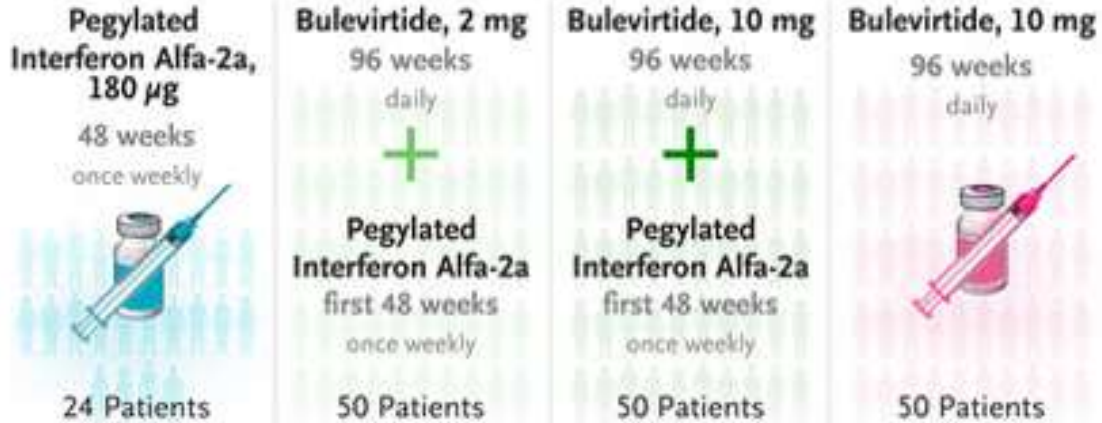 Pegylated
Interferon Alfa-2a,
180 µg
48 weeks
once weekly
24 Patients
Bulevirtide, 2 mg
96 weeks
daily
+
Pegylated
Interferon Alfa-2a
first 48 weeks
once weekly
50 Patients
Bulevirtide, 10 mg
96 weeks
daily
+
Pegylated
Interferon Alfa-2a
first 48 weeks
once weekly
50 Patients
Bulevirtide, 10 mg
96 weeks
daily
50 Patients